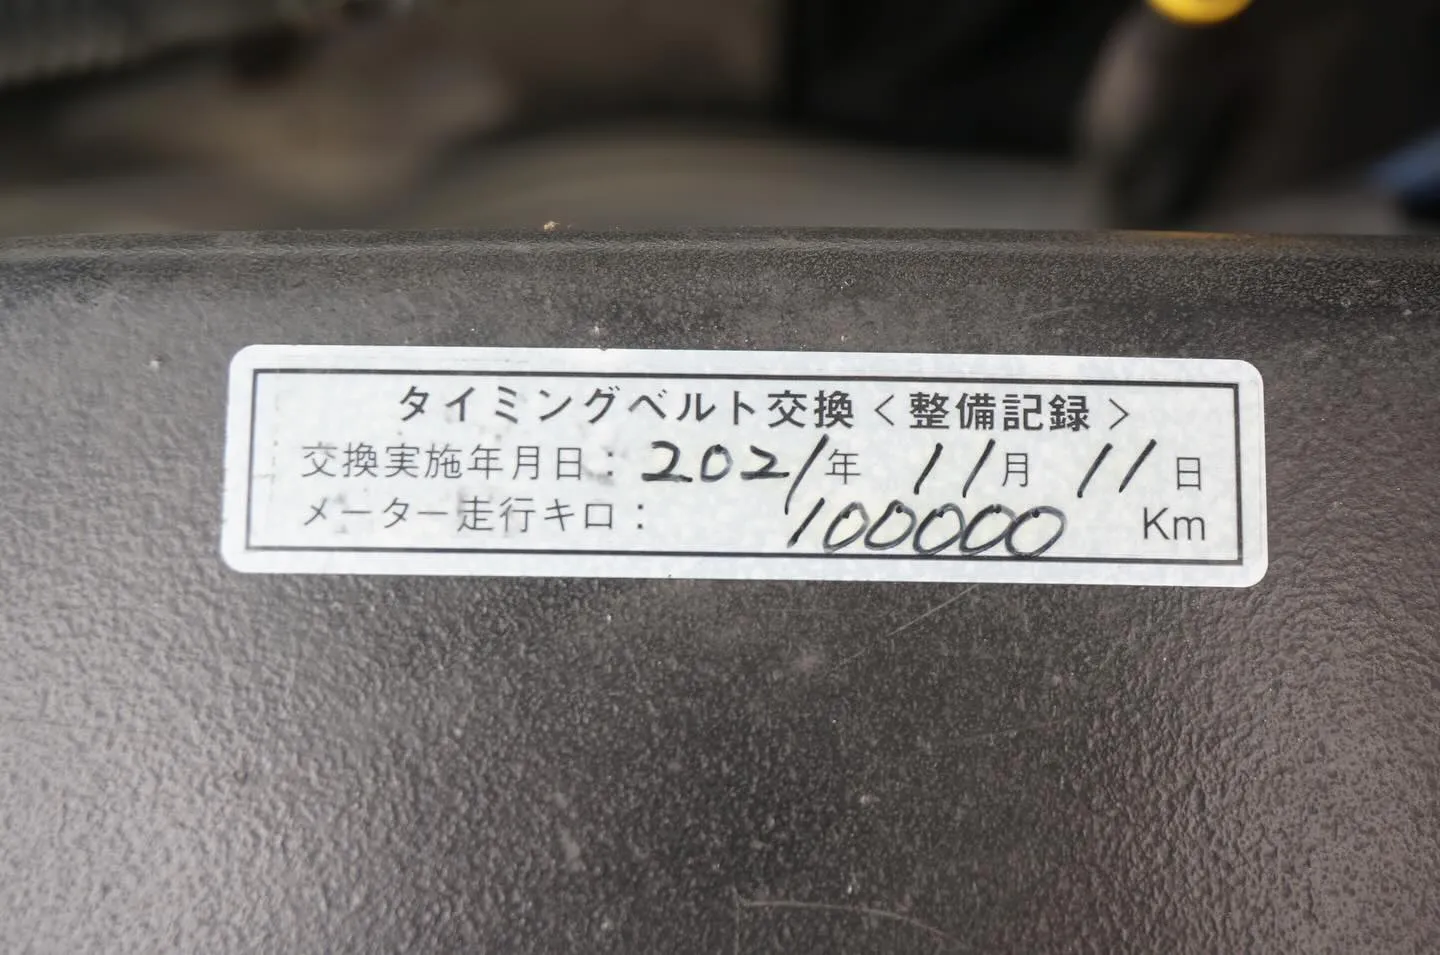 タイミングベルト交換<整備記録>
交換実施年月日: 2021年 11月 11日
メーター走行キロ: 100000 Km